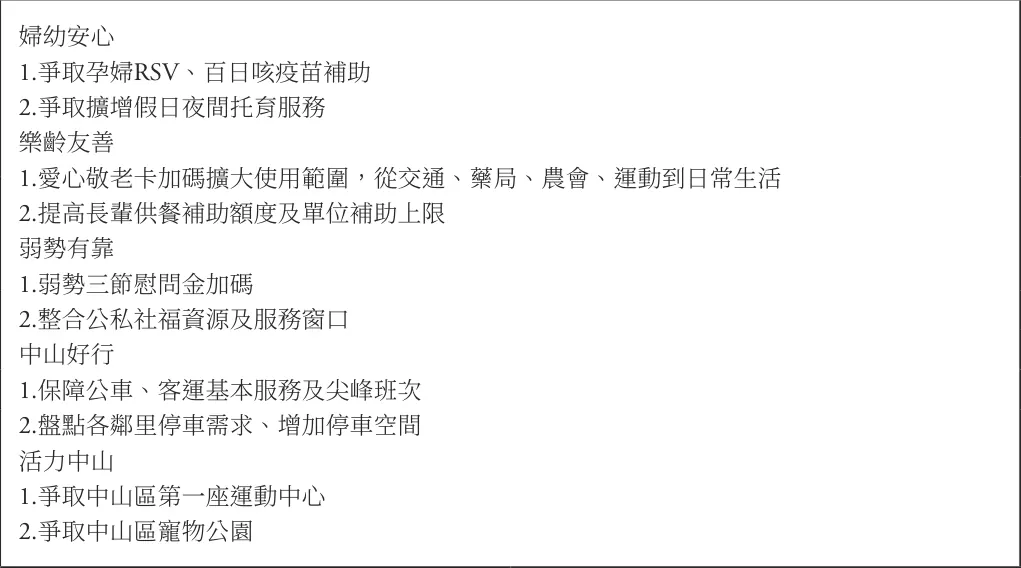 婦幼安心
1.爭取孕婦RSV、百日咳疫苗補助
2.爭取擴增假日夜間托育服務
樂齡友善
1.愛心敬老卡加碼擴大使用範圍，從交通、藥局、農會、運動到日常生活
2.提高長輩供餐補助額度及單位補助上限
弱勢有靠
1.弱勢三節慰問金加碼
2.整合公私社福資源及服務窗口
中山好行
1.保障公車、客運基本服務及尖峰班次
2.盤點各鄰里停車需求、增加停車空間
活力中山
1.爭取中山區第一座運動中心
2.爭取中山區寵物公園